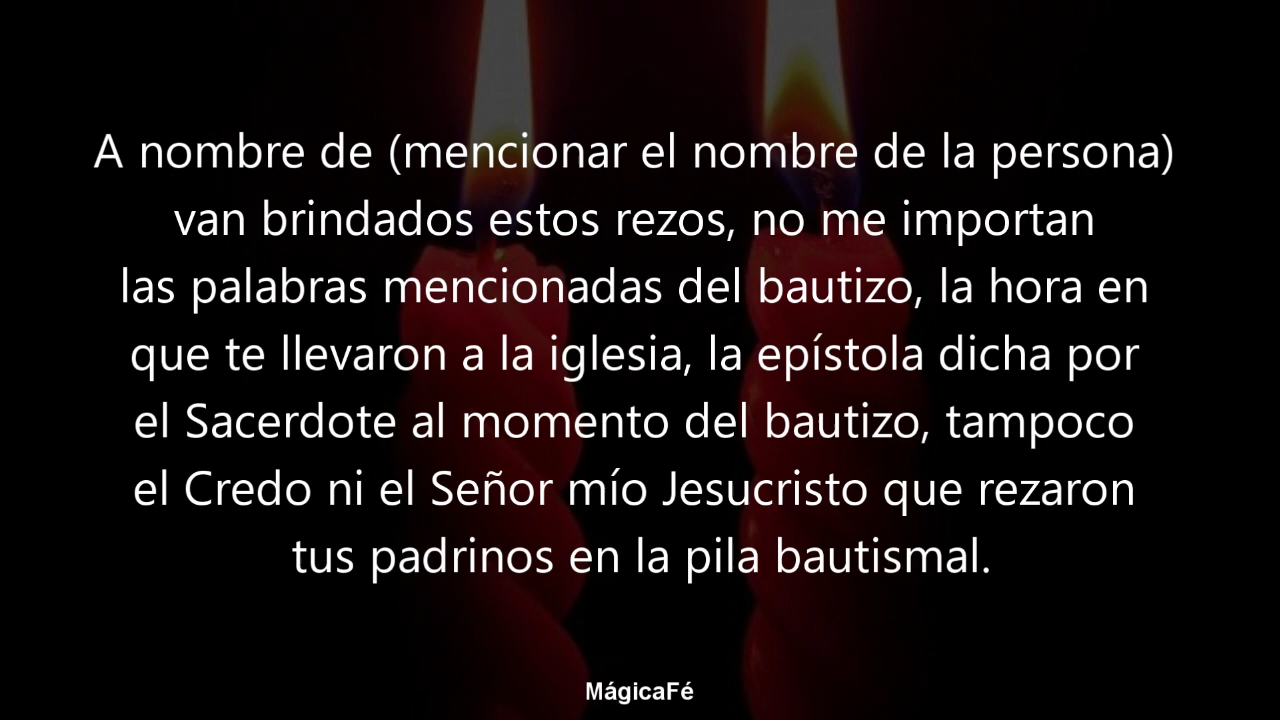 A nombre de (mencionar el nombre de la persona)
van brindados estos rezos, no me importan
las palabras mencionadas del bautizo, la hora en
que te llevaron a la iglesia, la epístola dicha por
el Sacerdote al momento del bautizo, tampoco
el Credo ni el Señor mío Jesucristo que rezaron
tus padrinos en la pila bautismal.
MágicaFé